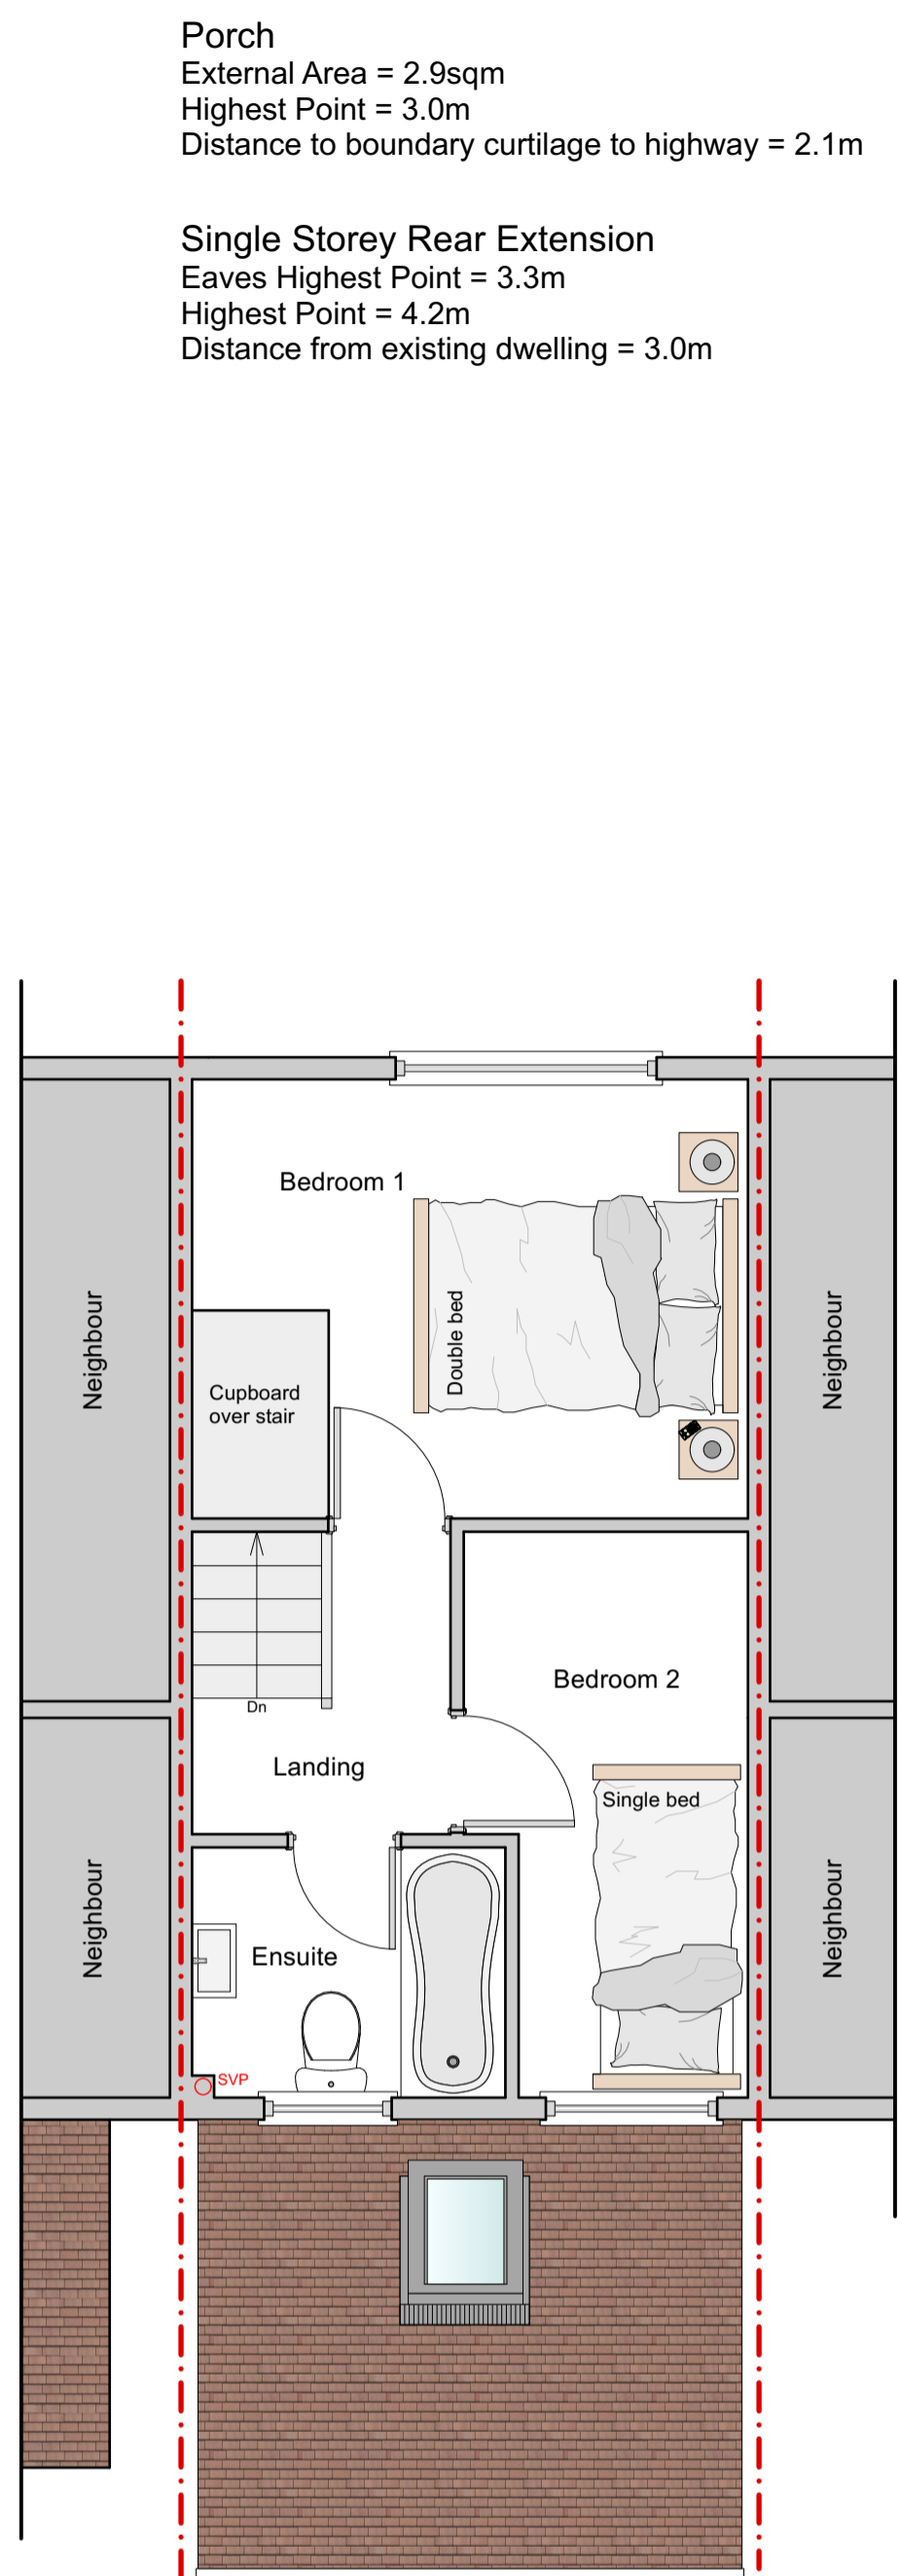 Porch
External Area = 2.9sqm
Highest Point = 3.0m
Distance to boundary curtilage to highway = 2.1m
Single Storey Rear Extension
Eaves Highest Point = 3.3m
Highest Point = 4.2m
Distance from existing dwelling = 3.0m
Bedroom 1
Neighbour
Double bed
Neighbour
Cupboard
over stair
Bedroom 2
Dn
Landing
Single bed
Neighbour
Ensuite
Neighbour
SVP